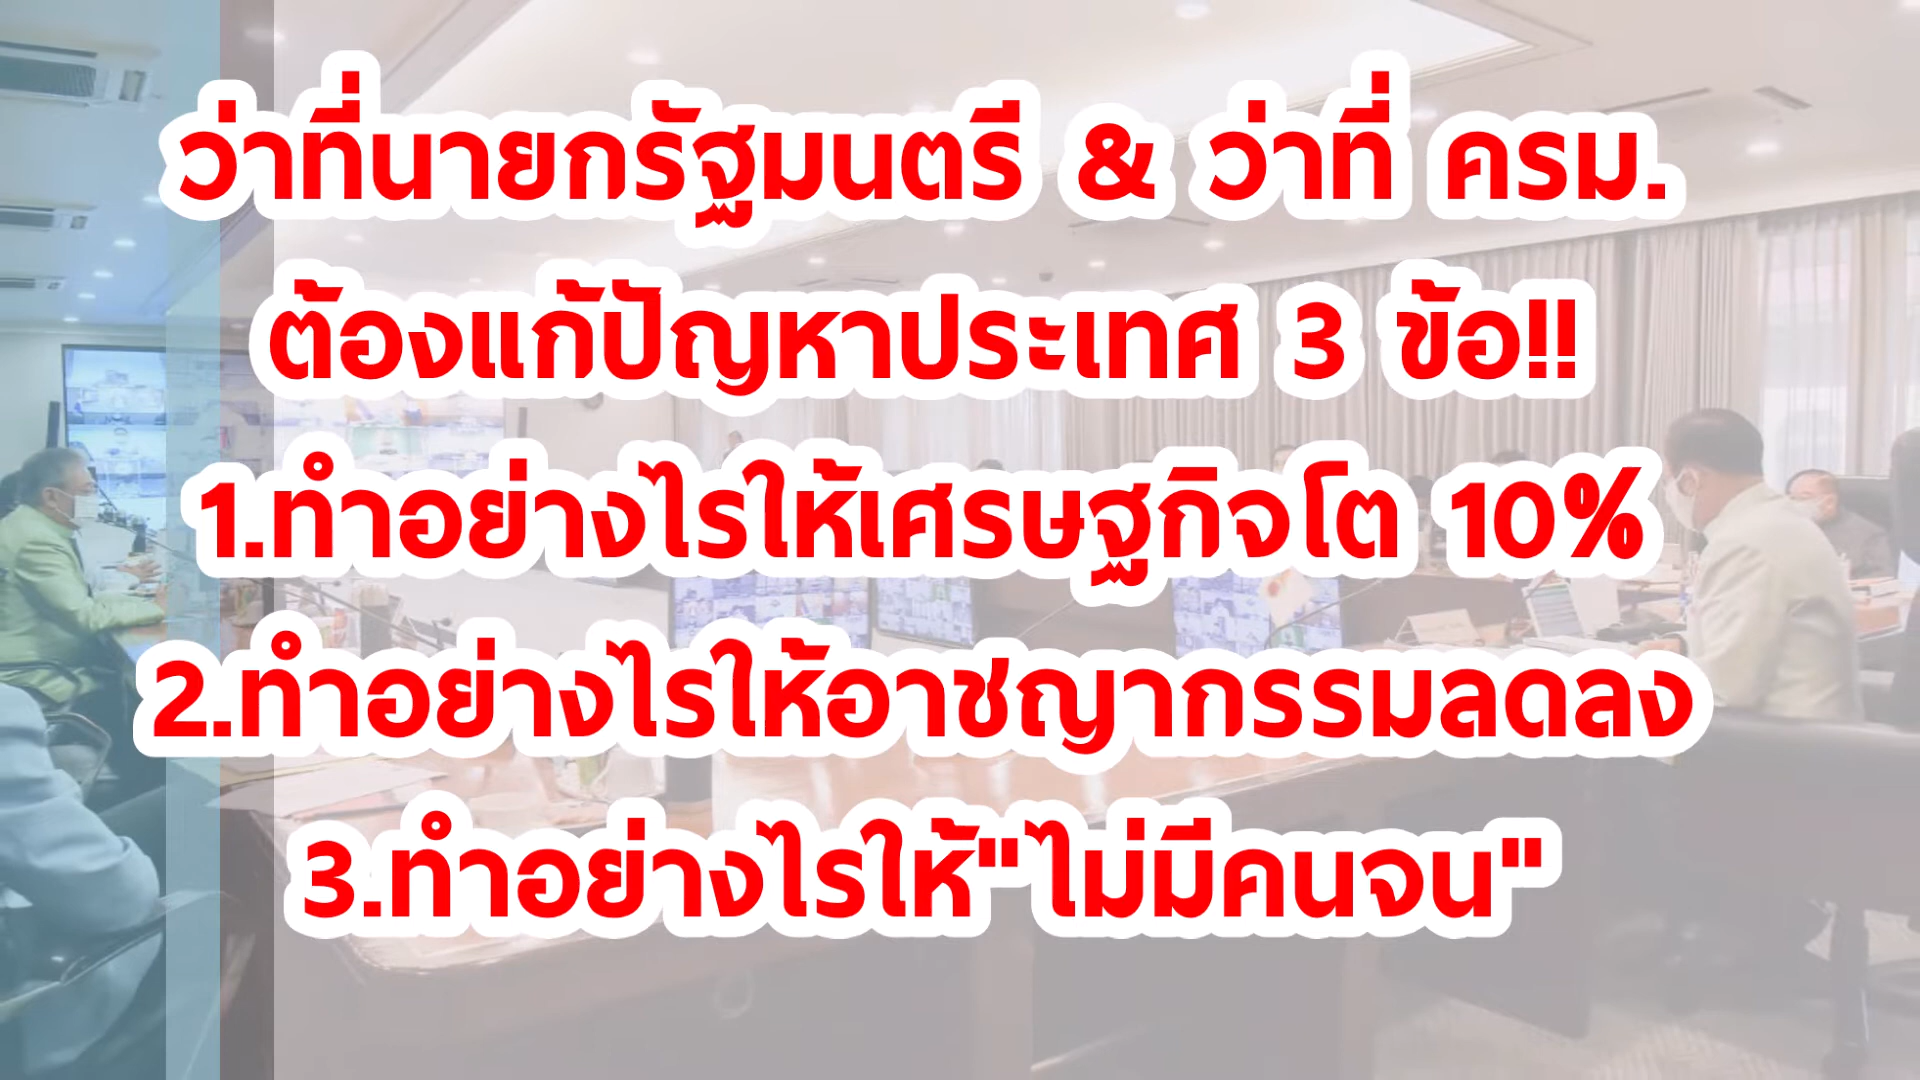 ว่าที่นายกรัฐมนตรี & ว่าที่ ครม.
ต้องแก้ปัญหาประเทศ 3 ข้อ!!
1.ทำอย่างไรให้เศรษฐกิจโต 10%
2.ทำอย่างไรให้อาชญากรรมลดลง
3.ทำอย่างไรให้"ไม่มีคนจน"